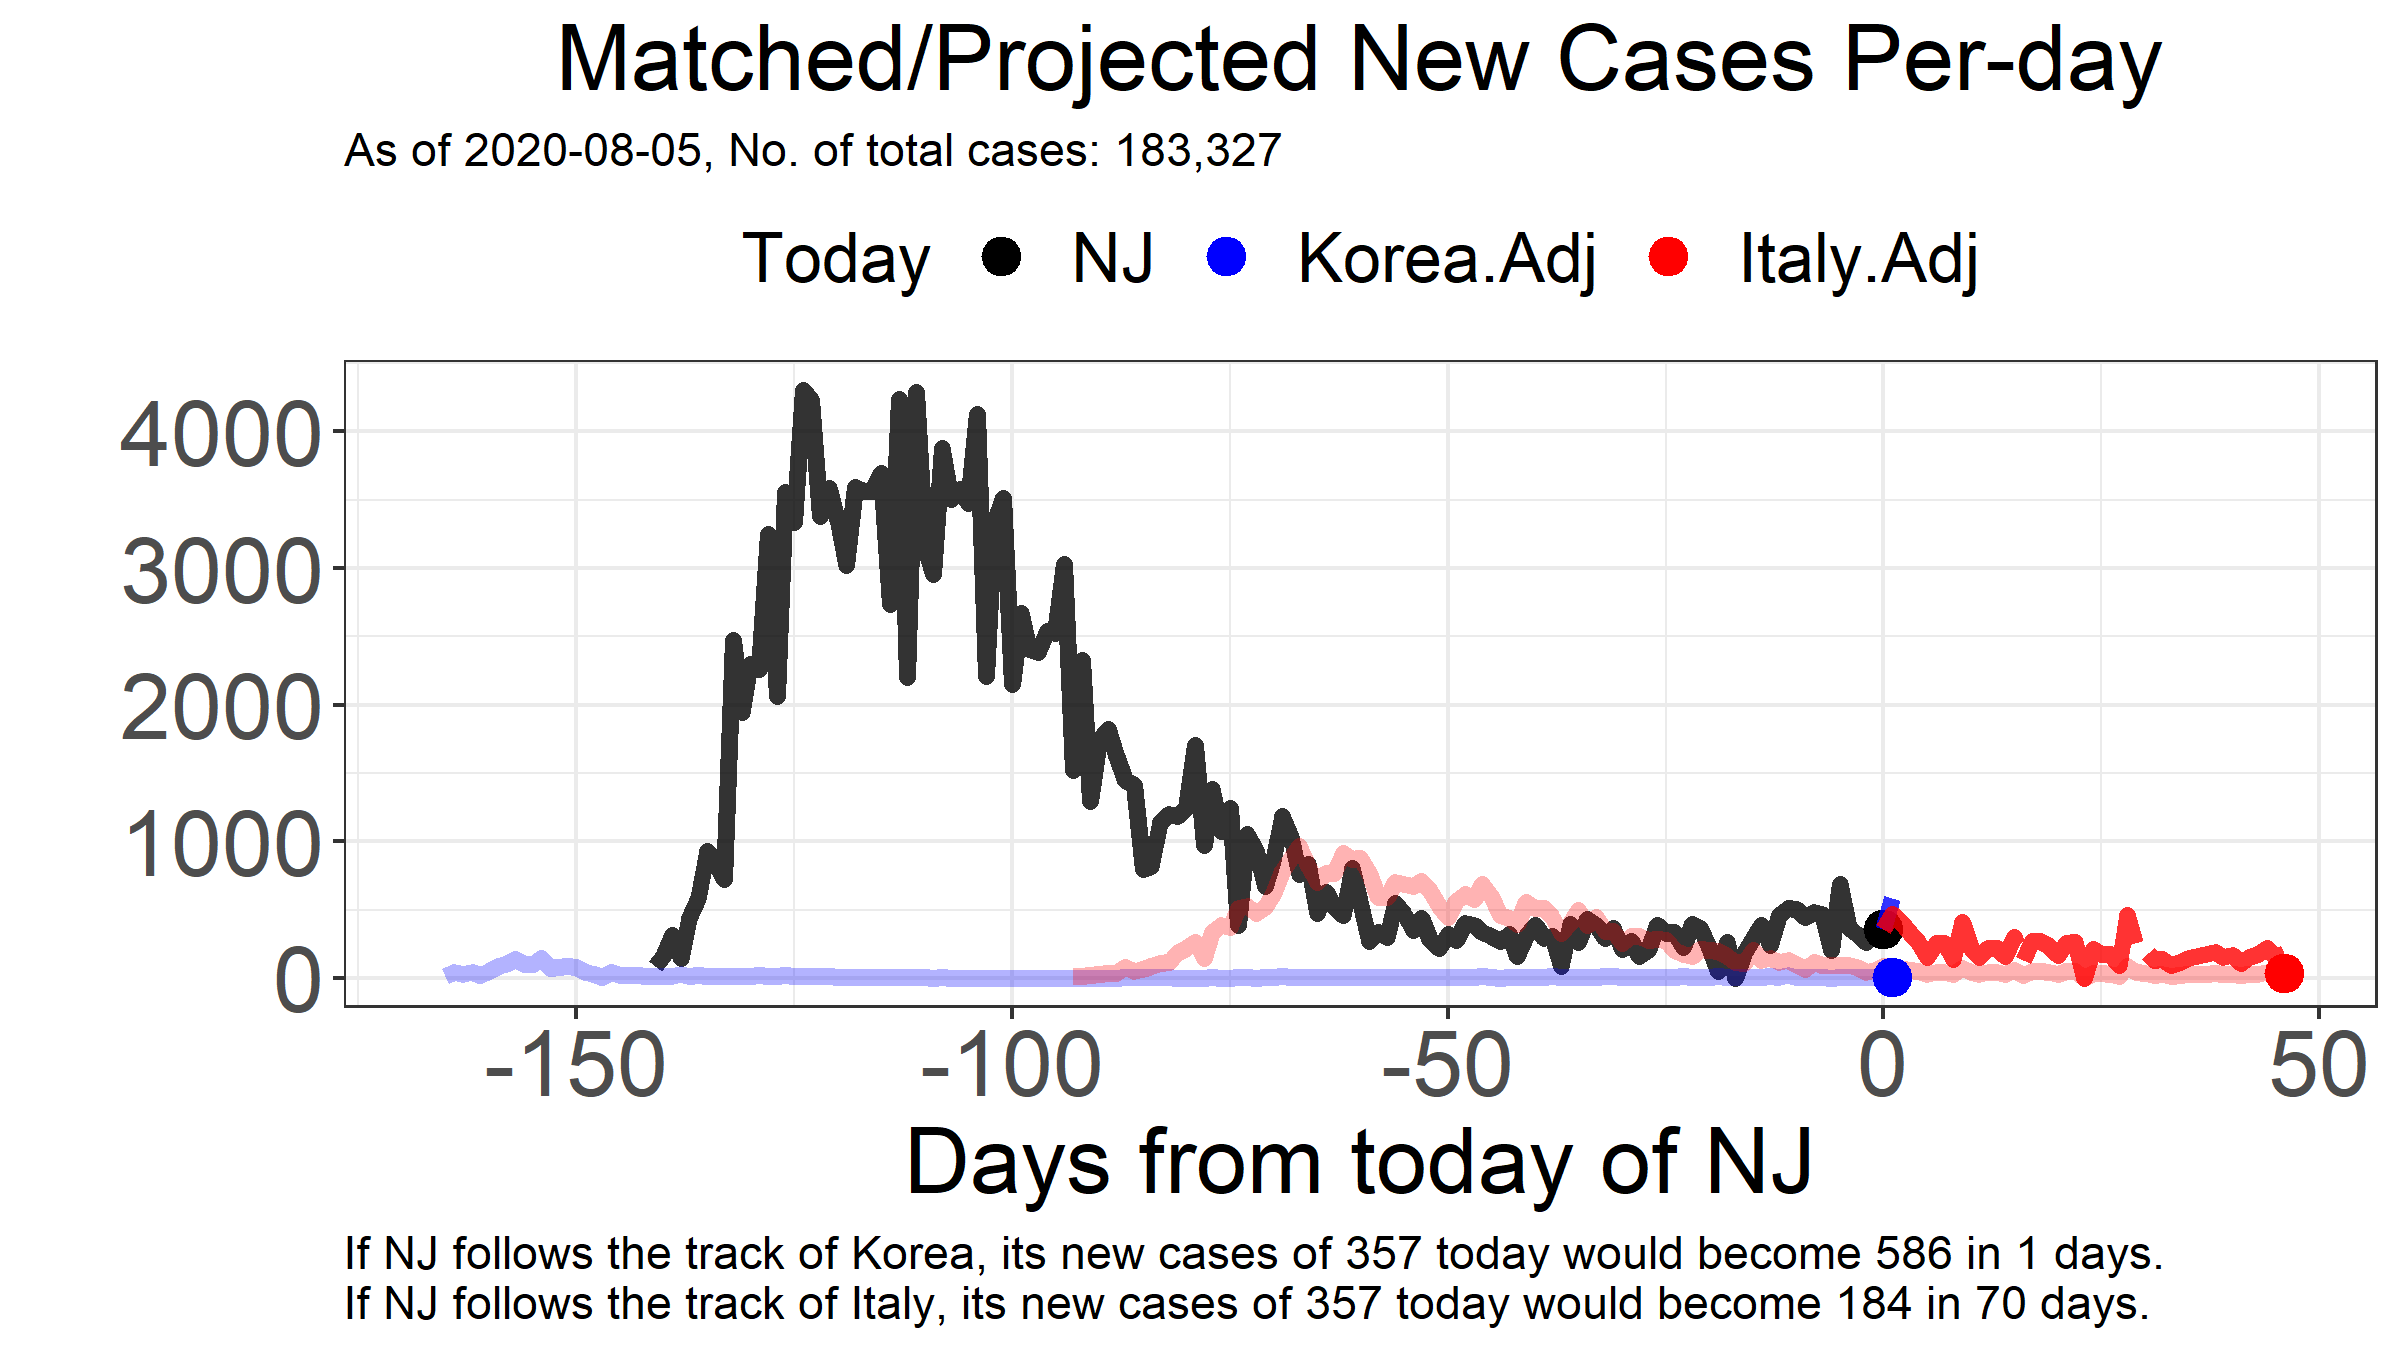 Matched/Projected New Cases Per-day
As of 2020-08-05, No. of total cases: 183,327
Today NJ Korea.Adj Italy.Adj
4000
3000
2000
1000
0
-150 -100 -50 0 50
Days from today of NJ
If NJ follows the track of Korea, its new cases of 357 today would become 586 in 1 days.
If NJ follows the track of Italy, its new cases of 357 today would become 184 in 70 days.